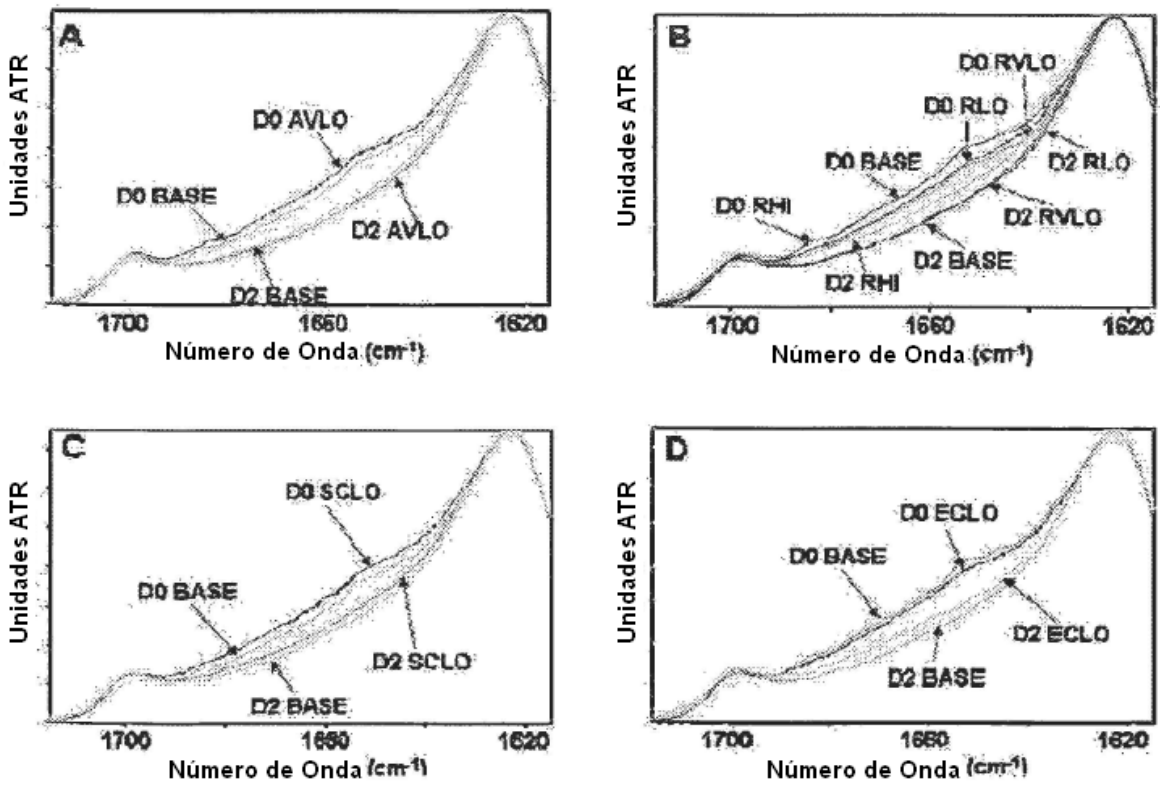 A
Unidades ATR
D0 AVLO
D0 BASE
D2 AVLO
D2 BASE
1700 1660 1620
Número de Onda (cm⁻¹)
B
Unidades ATR
D0 RVLO
D0 RLO
D0 BASE
D2 RLO
D0 RHI
D2 RVLO
D2 BASE
D2 RHI
1700 1660 1620
Número de Onda (cm⁻¹)
C
Unidades ATR
D0 SCLO
D0 BASE
D2 SCLO
D2 BASE
1700 1660 1620
Número de Onda (cm⁻¹)
D
Unidades ATR
D0 ECLO
D0 BASE
D2 ECLO
D2 BASE
1700 1660 1620
Número de Onda (cm⁻¹)